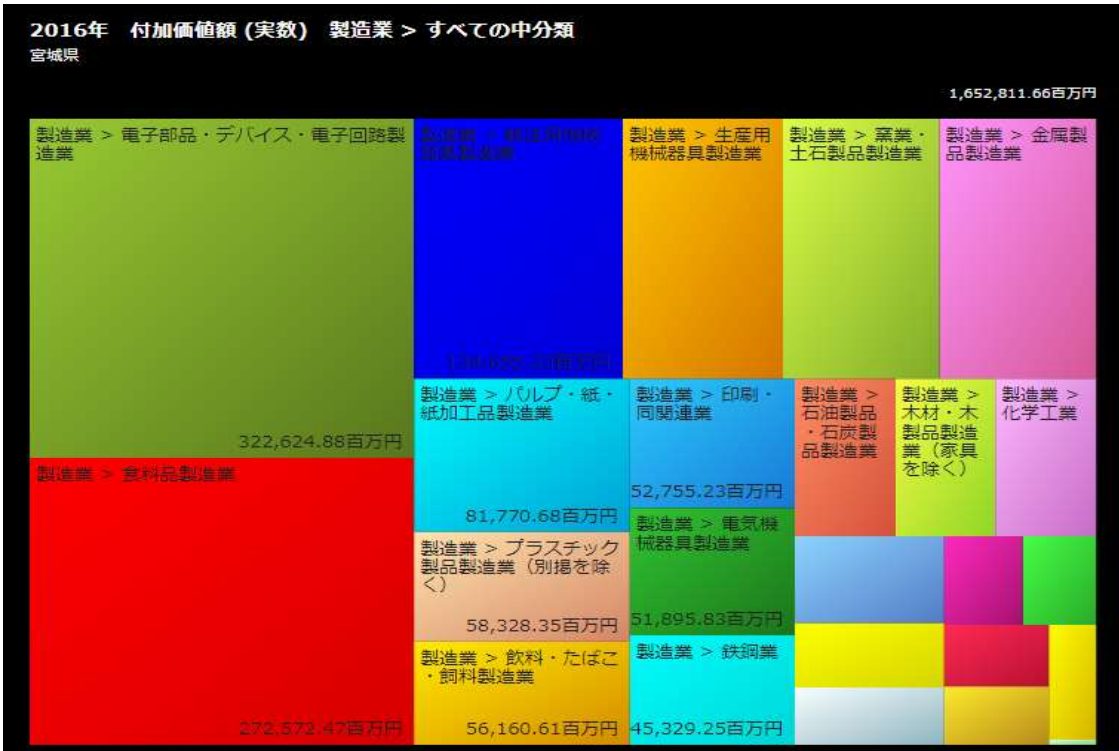 2016年 付加価値額 (実数) 製造業 > すべての中分類
宮城県
1,652,811.66百万円
製造業 > 電子部品・デバイス・電子回路製
造業
322,624.88百万円
製造業 > 食料品製造業
272,572.47百万円
製造業 >
製造業 > 生産用
機械器具製造業
製造業 > 窯業・
土石製品製造業
製造業 > 金属製
品製造業
製造業 > パルプ・紙・
紙加工品製造業
81,770.68百万円
製造業 > プラスチック
製品製造業（別掲を除
く）
58,328.35百万円
製造業 > 飲料・たばこ
・飼料製造業
56,160.61百万円
製造業 > 印刷・
同関連業
52,755.23百万円
製造業 > 電気機
械器具製造業
51,895.83百万円
製造業 > 鉄鋼業
45,329.25百万円
製造業 >
石油製品
・石炭製
品製造業
製造業 >
木材・木
製品製造
業（家具
を除く）
製造業 >
化学工業